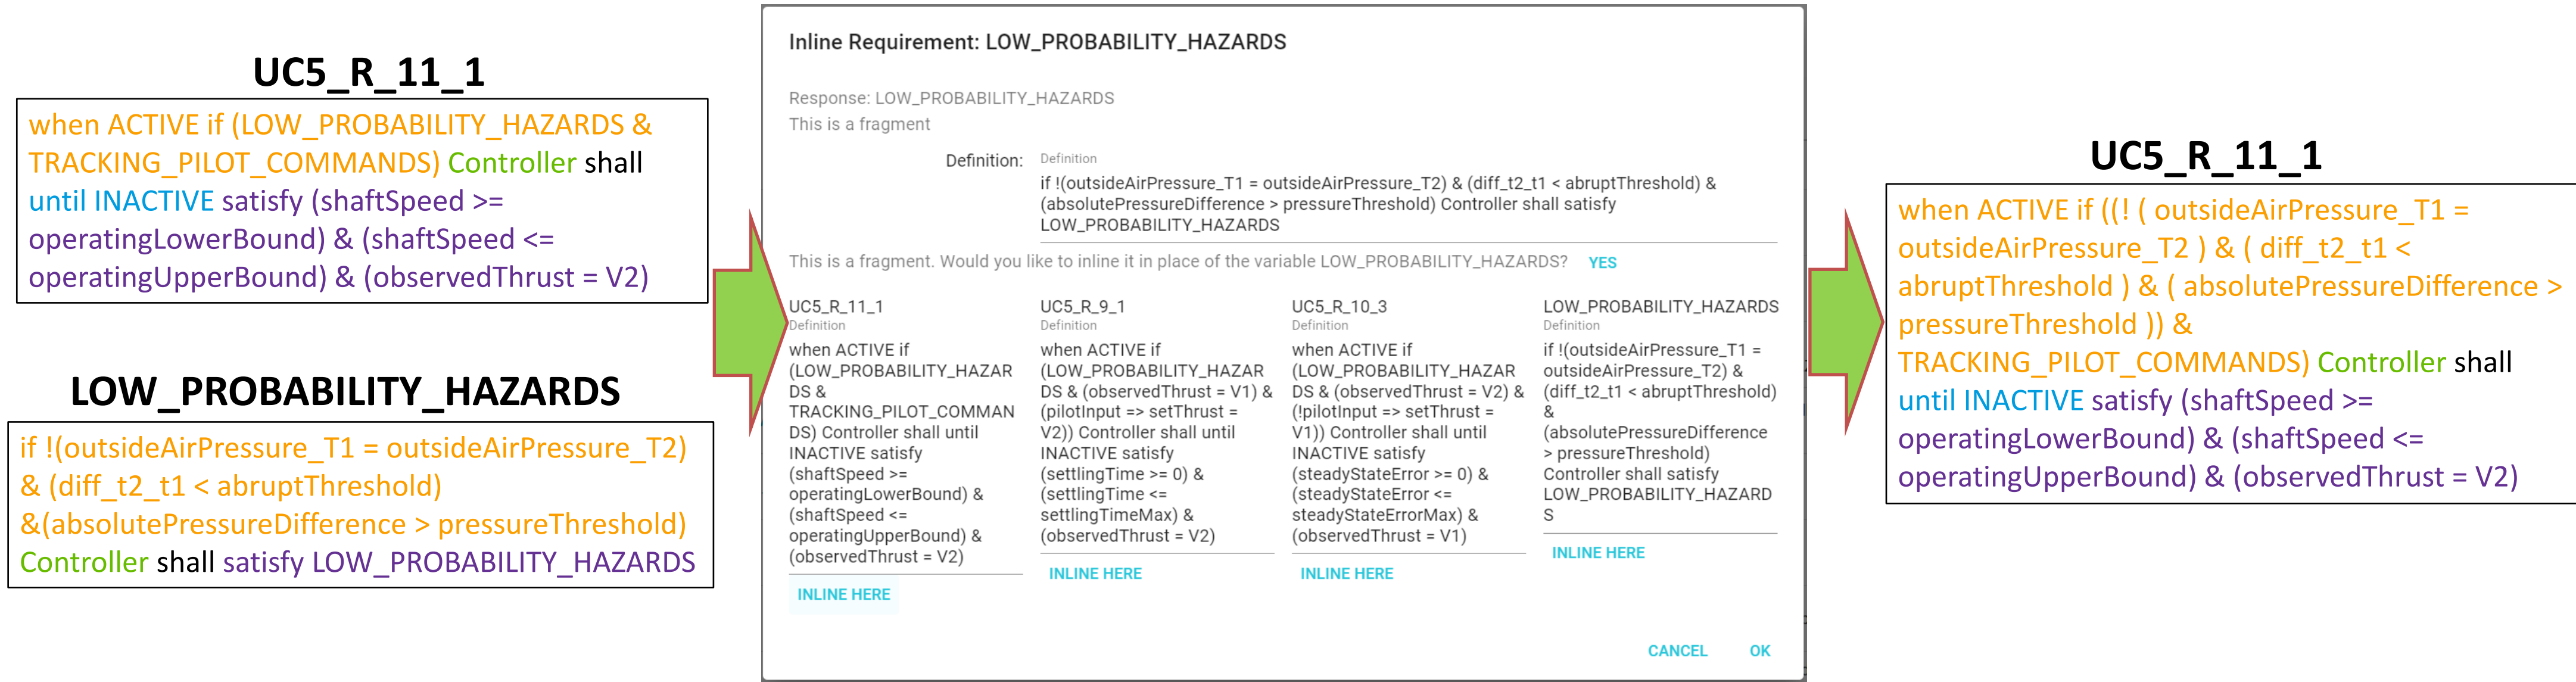 UC5_R_11_1
when ACTIVE if (LOW_PROBABILITY_HAZARDS &
TRACKING_PILOT_COMMANDS) Controller shall
until INACTIVE satisfy (shaftSpeed >=
operatingLowerBound) & (shaftSpeed <=
operatingUpperBound) & (observedThrust = V2)
LOW_PROBABILITY_HAZARDS
if !(outsideAirPressure_T1 = outsideAirPressure_T2)
& (diff_t2_t1 < abruptThreshold)
&(absolutePressureDifference > pressureThreshold)
Controller shall satisfy LOW_PROBABILITY_HAZARDS
Inline Requirement: LOW_PROBABILITY_HAZARDS
Response: LOW_PROBABILITY_HAZARDS
This is a fragment
Definition:
Definition
if !(outsideAirPressure_T1 = outsideAirPressure_T2) & (diff_t2_t1 < abruptThreshold) &
(absolutePressureDifference > pressureThreshold) Controller shall satisfy
LOW_PROBABILITY_HAZARDS
This is a fragment. Would you like to inline it in place of the variable LOW_PROBABILITY_HAZARDS? YES
UC5_R_11_1
Definition
when ACTIVE if
(LOW_PROBABILITY_HAZAR
DS &
TRACKING_PILOT_COMMAN
DS) Controller shall until
INACTIVE satisfy
(shaftSpeed >=
operatingLowerBound) &
(shaftSpeed <=
operatingUpperBound) &
(observedThrust = V2)
INLINE HERE
UC5_R_9_1
Definition
when ACTIVE if
(LOW_PROBABILITY_HAZAR
DS & (observedThrust = V1) &
(pilotInput => setThrust =
V2)) Controller shall until
INACTIVE satisfy
(settlingTime >= 0) &
(settlingTime <=
settlingTimeMax) &
(observedThrust = V2)
INLINE HERE
UC5_R_10_3
Definition
when ACTIVE if
(LOW_PROBABILITY_HAZAR
DS & (observedThrust = V2) &
(!pilotInput => setThrust =
V1)) Controller shall until
INACTIVE satisfy
(steadyStateError >= 0) &
(steadyStateError <=
steadyStateErrorMax) &
(observedThrust = V1)
INLINE HERE
LOW_PROBABILITY_HAZARDS
Definition
if !(outsideAirPressure_T1 =
outsideAirPressure_T2) &
(diff_t2_t1 < abruptThreshold)
&
(absolutePressureDifference
> pressureThreshold)
Controller shall satisfy
LOW_PROBABILITY_HAZARD
S
INLINE HERE
CANCEL OK
UC5_R_11_1
when ACTIVE if ((! ( outsideAirPressure_T1 =
outsideAirPressure_T2 ) & ( diff_t2_t1 <
abruptThreshold ) & ( absolutePressureDifference >
pressureThreshold )) &
TRACKING_PILOT_COMMANDS) Controller shall
until INACTIVE satisfy (shaftSpeed >=
operatingLowerBound) & (shaftSpeed <=
operatingUpperBound) & (observedThrust = V2)